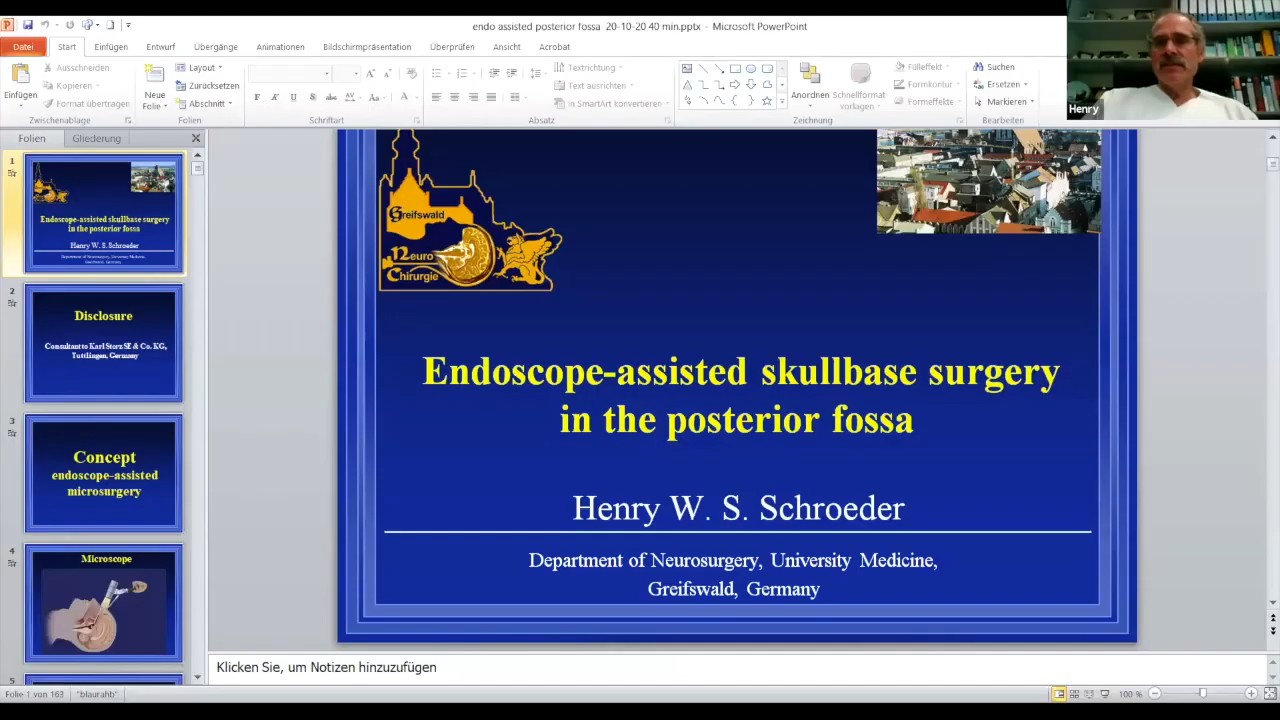 endo assisted posterior fossa 20-10-20 40 min.pptx – Microsoft PowerPoint
Datei Start Einfügen Entwurf Übergänge Animationen Bildschirmpräsentation Überprüfen Ansicht Acrobat
Einfügen
Ausschneiden
Kopieren
Format übertragen
Zwischenablage
Neue
Folie
Layout
Zurücksetzen
Abschnitt
Folien
Schriftart
Textrichtung
Text ausrichten
In SmartArt konvertieren
Absatz
Anordnen
Schnellformat
vorlagen
Fülleffekt
Formkontur
Formeffekte
Zeichnung
Suchen
Ersetzen
Markieren
Bearbeiten
Henry
Folien Gliederung
1
Endoscope-assisted skullbase surgery
in the posterior fossa
Henry W. S. Schroeder
Department of Neurosurgery, University Medicine,
Greifswald, Germany
2
Disclosure
Consultant to Karl Storz SE & Co. KG,
Tuttlingen, Germany
3
Concept
endoscope-assisted
microsurgery
4
Microscope
5
Greifswald
Neuro
Chirurgie
Endoscope-assisted skullbase surgery
in the posterior fossa
Henry W. S. Schroeder
Department of Neurosurgery, University Medicine,
Greifswald, Germany
Klicken Sie, um Notizen hinzuzufügen
Folie 1 von 163 "blaurahb" 100 %